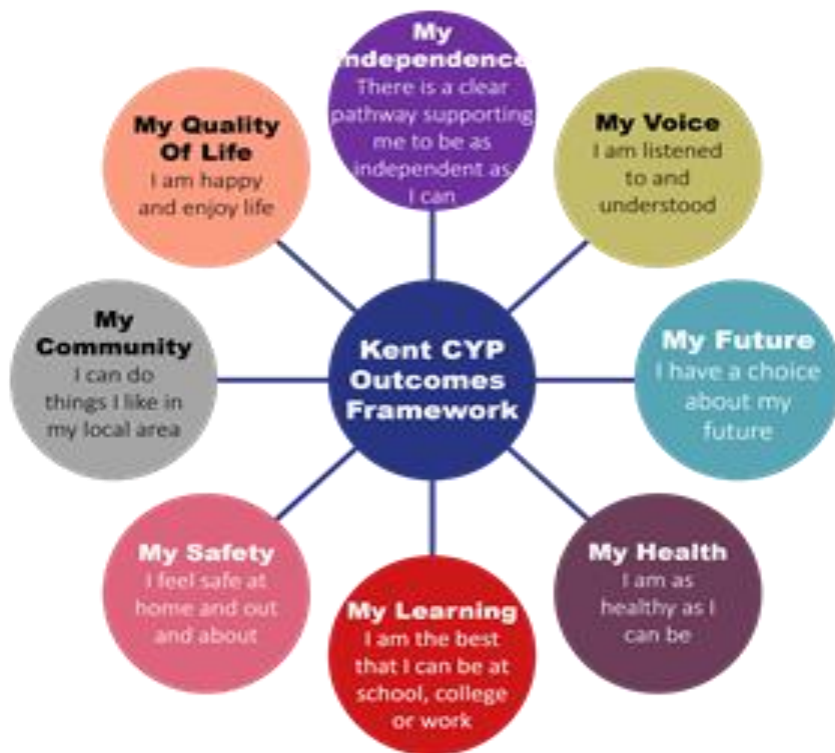 My
Independence
There is a clear
pathway supporting
me to be as
independent as
I can
My Voice
I am listened
to and
understood
My Future
I have a choice
about my
future
My Health
I am as
healthy as I
can be
My Learning
I am the best
that I can be at
school, college
or work
My Safety
I feel safe at
home and out
and about
My
Community
I can do
things I like in
my local area
My Quality
Of Life
I am happy
and enjoy life
Kent CYP
Outcomes
Framework